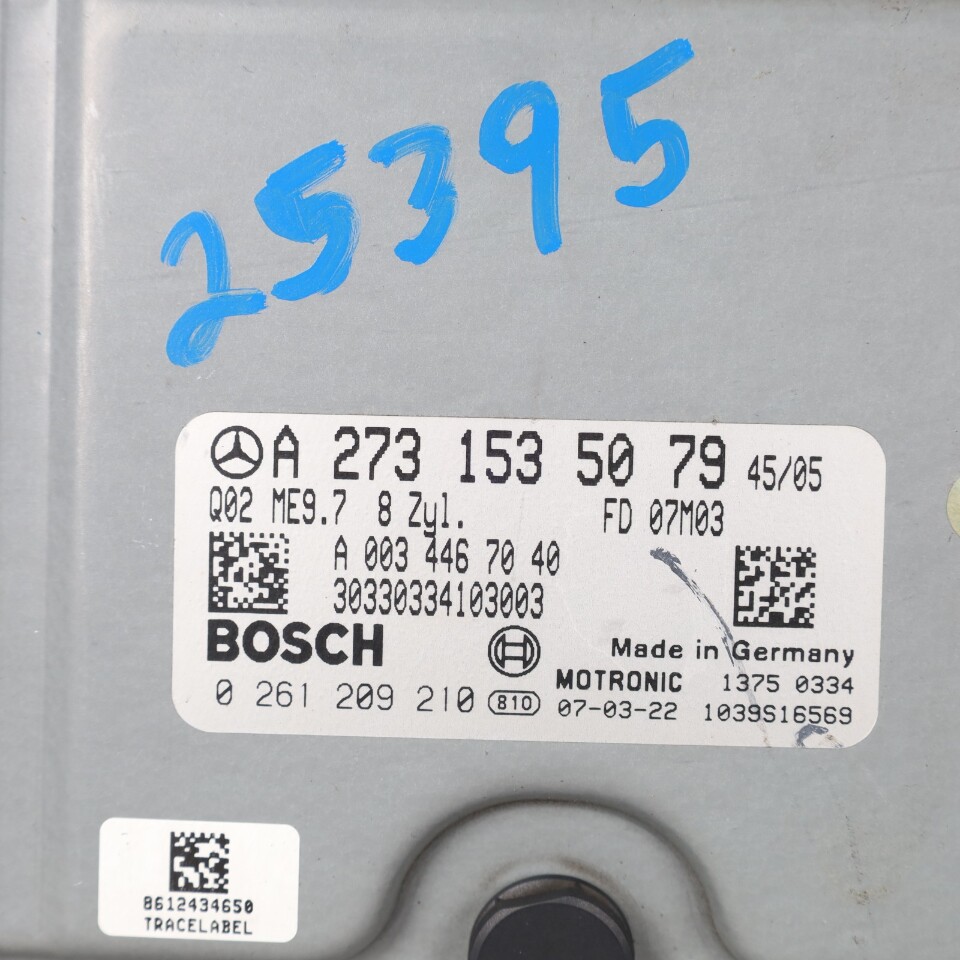 25395
A 273 153 50 79 45/05
Q02 ME9.7 8 Zyl. FD 07M03
A 003 446 70 40
30330334103003
BOSCH
Made in Germany
MOTRONIC 1375 0334
0 261 209 210 810 07-03-22 1039S16569
8612434650
TRACELABEL